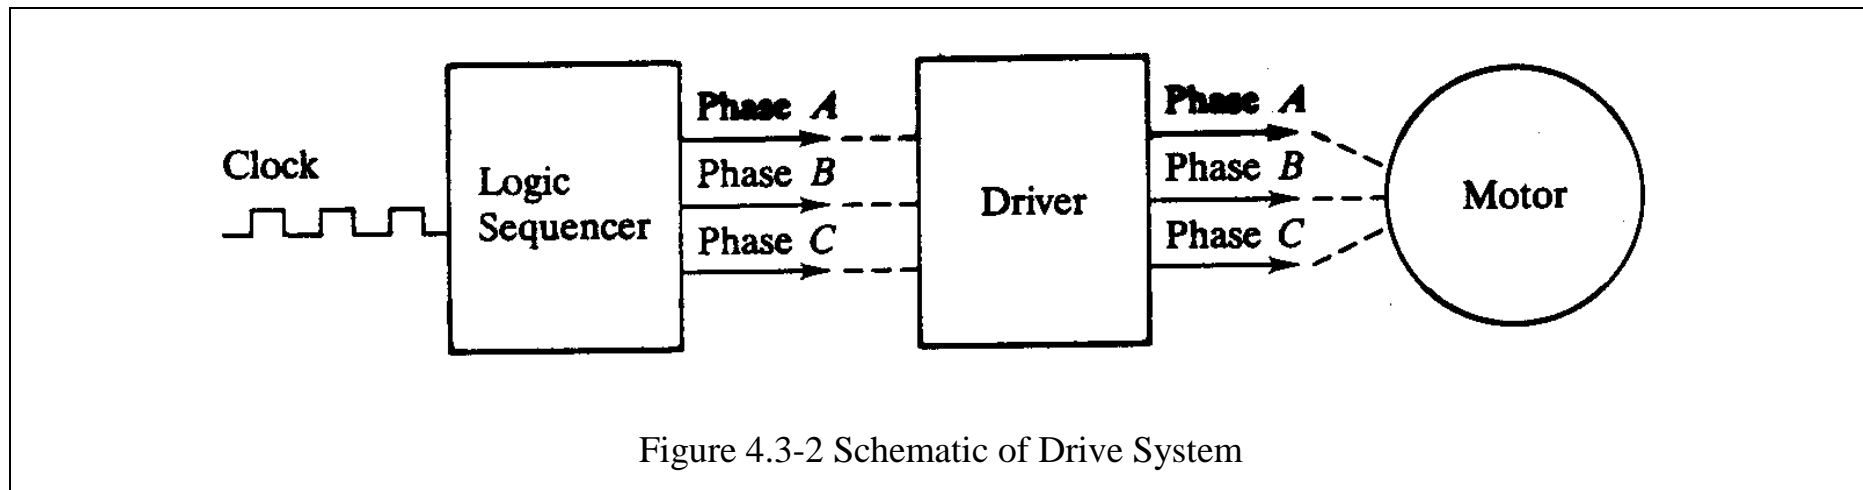 Clock
Logic
Sequencer
Phase A
Phase B
Phase C
Driver
Phase A
Phase B
Phase C
Motor
Figure 4.3-2 Schematic of Drive System